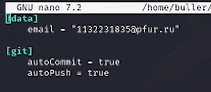 GNU nano 7.2 /home/buller/
[data]
email = "1132231835@pfur.ru"
[git]
autoCommit = true
autoPush = true